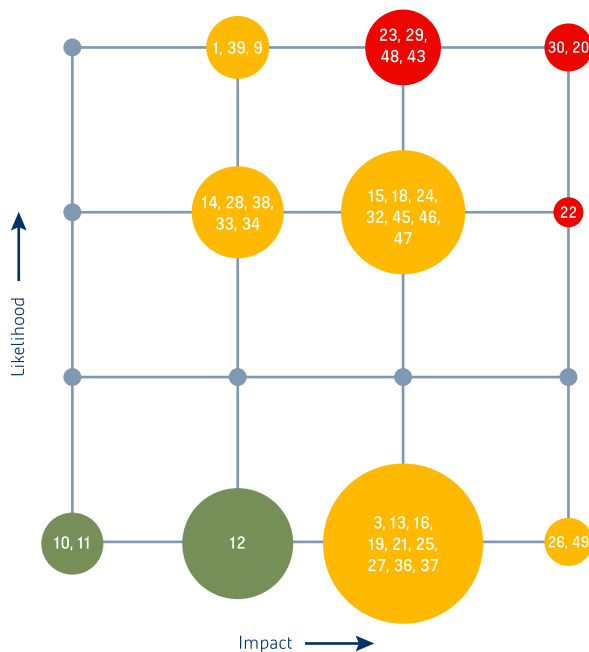 1, 39, 9
23, 29,
48, 43
30, 20
14, 28, 38,
33, 34
15, 18, 24,
32, 45, 46,
47
22
Likelihood
10, 11
12
3, 13, 16,
19, 21, 25,
27, 36, 37
26, 49
Impact